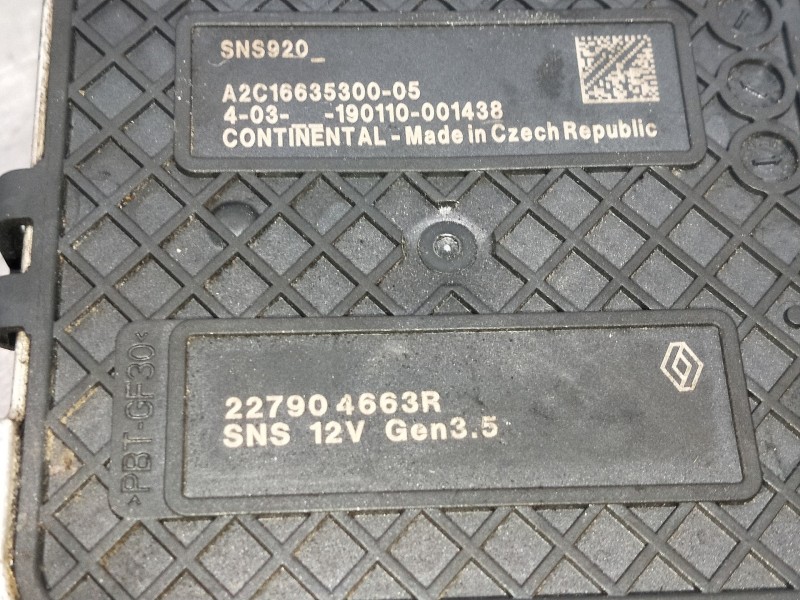 SNS920_
A2C16635300-05
4-03-__-190110-001438
CONTINENTAL - Made in Czech Republic
>PBT-GF30<
22790 4663R
SNS 12V Gen3.5